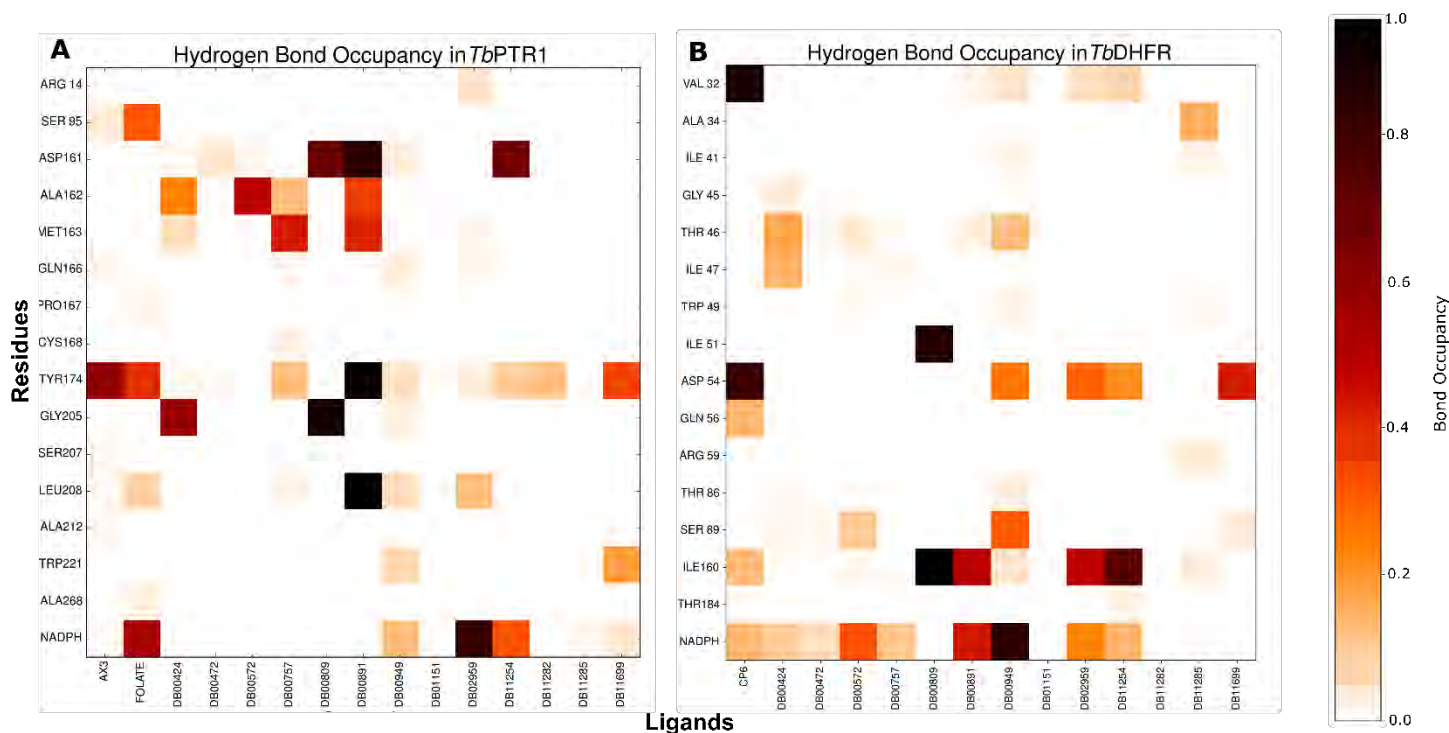 A
Hydrogen Bond Occupancy in TbPTR1
ARG 14
SER 95
ASP161
ALA162
MET163
GLN166
PRO167
CYS168
TYR174
GLY205
SER207
LEU208
ALA212
TRP221
ALA268
NADPH
AX3
FOLATE
DB00424
DB00472
DB00572
DB00757
DB00809
DB00891
DB00949
DB01151
DB02959
DB11254
DB11282
DB11285
DB11699
Residues
B
Hydrogen Bond Occupancy in TbDHFR
VAL 32
ALA 34
ILE 41
GLY 45
THR 46
ILE 47
TRP 49
ILE 51
ASP 54
GLN 56
ARG 59
THR 86
SER 89
ILE160
THR184
NADPH
CP6
DB00424
DB00472
DB00572
DB00757
DB00809
DB00891
DB00949
DB01151
DB02959
DB11254
DB11282
DB11285
DB11699
Ligands
1.0
0.8
0.6
0.4
0.2
0.0
Bond Occupancy